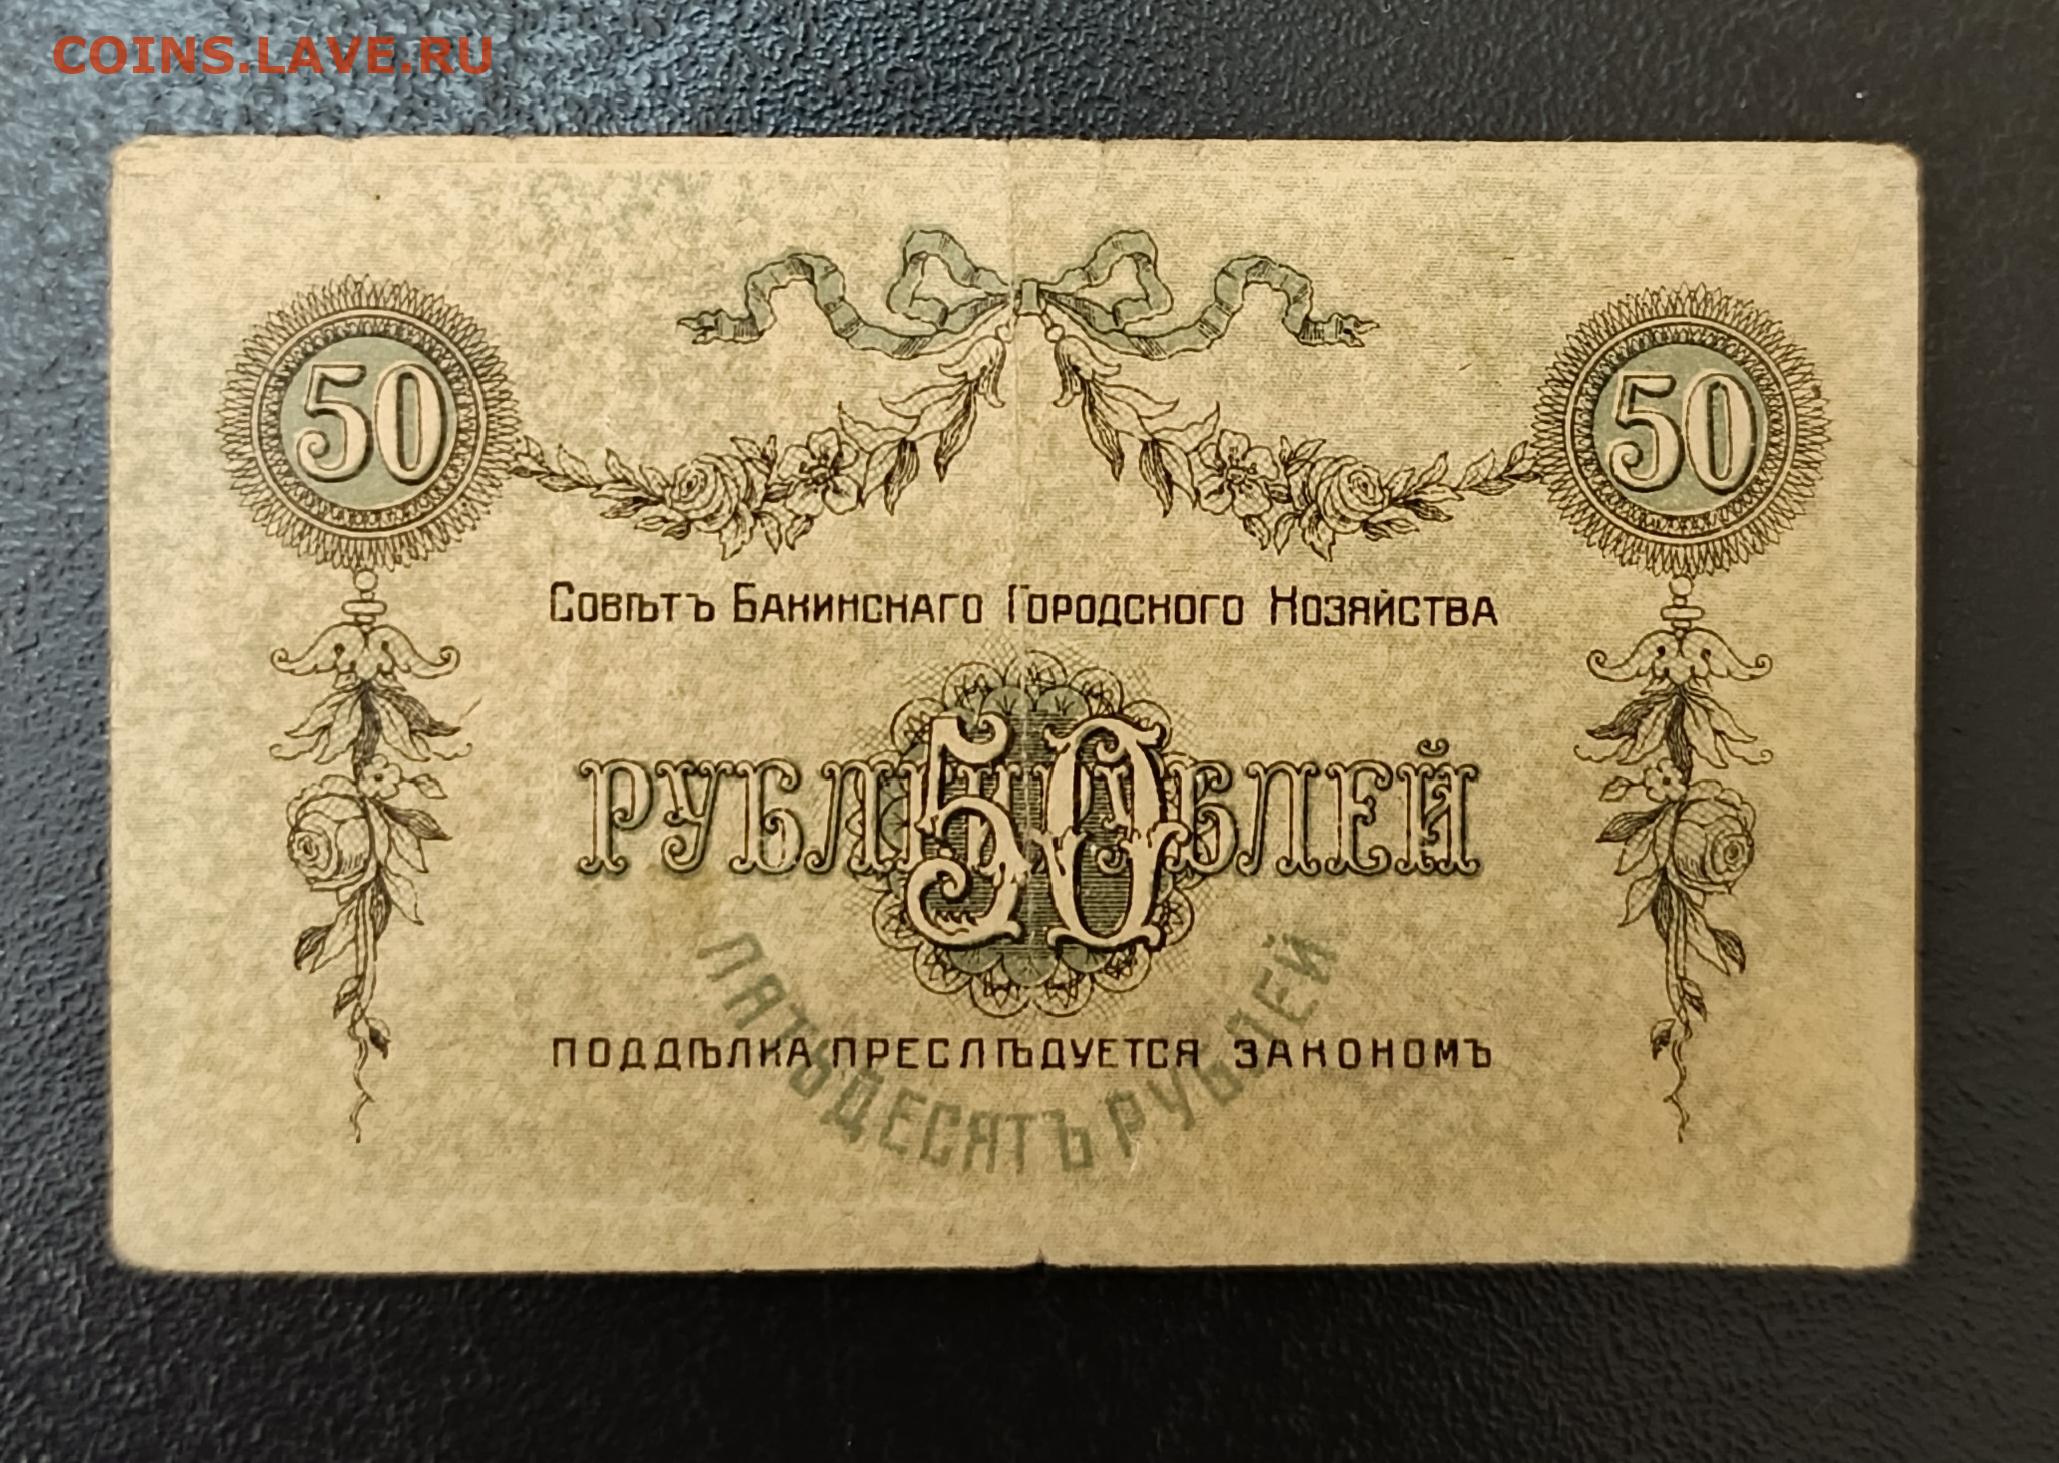 COINS.LAVE.RU
50
50
Совѣтъ Бакинскаго Городского Хозяйства
РУБЛЕЙ РУБЛЕЙ
50
ПЯТЬДЕСЯТЪ РУБЛЕЙ
ПОДДѢЛКА ПРЕСЛѢДУЕТСЯ ЗАКОНОМЪ